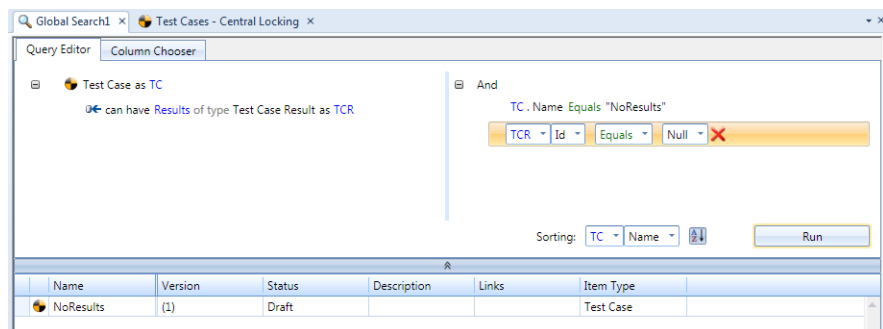 Global Search1 × Test Cases - Central Locking ×
Query Editor Column Chooser
Test Case as TC
can have Results of type Test Case Result as TCR
And
TC . Name Equals "NoResults"
TCR Id Equals Null
Sorting: TC Name Run
Name Version Status Description Links Item Type
NoResults (1) Draft Test Case